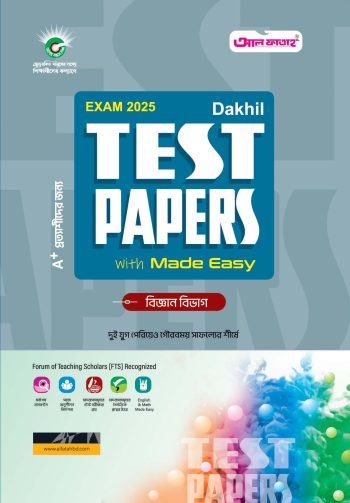 আল ফাতাহ
শিক্ষার্থীদের কল্যাণে
EXAM 2025
Dakhil
TEST
PAPERS
with Made Easy
A+ প্রত্যাশীদের জন্য
বিজ্ঞান বিভাগ
দুই যুগ পেরিয়েও গৌরবময় সাফল্যের শীর্ষে
Forum of Teaching Scholars (FTS) Recognized
English
& Math
Made Easy
www.alfatahbd.com
TEST
PAPERS